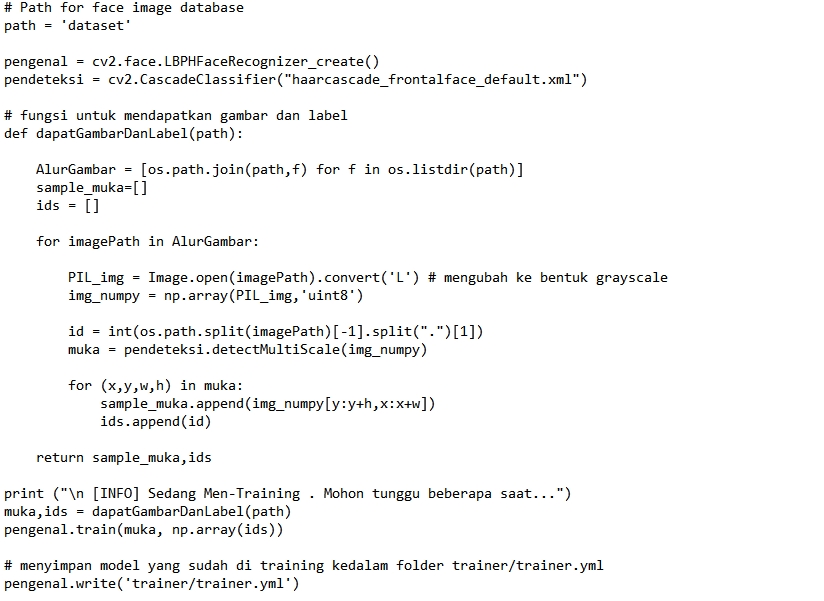 # Path for face image database
path = 'dataset'

pengenal = cv2.face.LBPHFaceRecognizer_create()
pendeteksi = cv2.CascadeClassifier("haarcascade_frontalface_default.xml")

# fungsi untuk mendapatkan gambar dan label
def dapatGambarDanLabel(path):

    AlurGambar = [os.path.join(path,f) for f in os.listdir(path)]
    sample_muka=[]
    ids = []

    for imagePath in AlurGambar:

        PIL_img = Image.open(imagePath).convert('L') # mengubah ke bentuk grayscale
        img_numpy = np.array(PIL_img,'uint8')

        id = int(os.path.split(imagePath)[-1].split(".")[1])
        muka = pendeteksi.detectMultiScale(img_numpy)

        for (x,y,w,h) in muka:
            sample_muka.append(img_numpy[y:y+h,x:x+w])
            ids.append(id)

    return sample_muka,ids

print ("\n [INFO] Sedang Men-Training . Mohon tunggu beberapa saat...")
muka,ids = dapatGambarDanLabel(path)
pengenal.train(muka, np.array(ids))

# menyimpan model yang sudah di training kedalam folder trainer/trainer.yml
pengenal.write('trainer/trainer.yml')